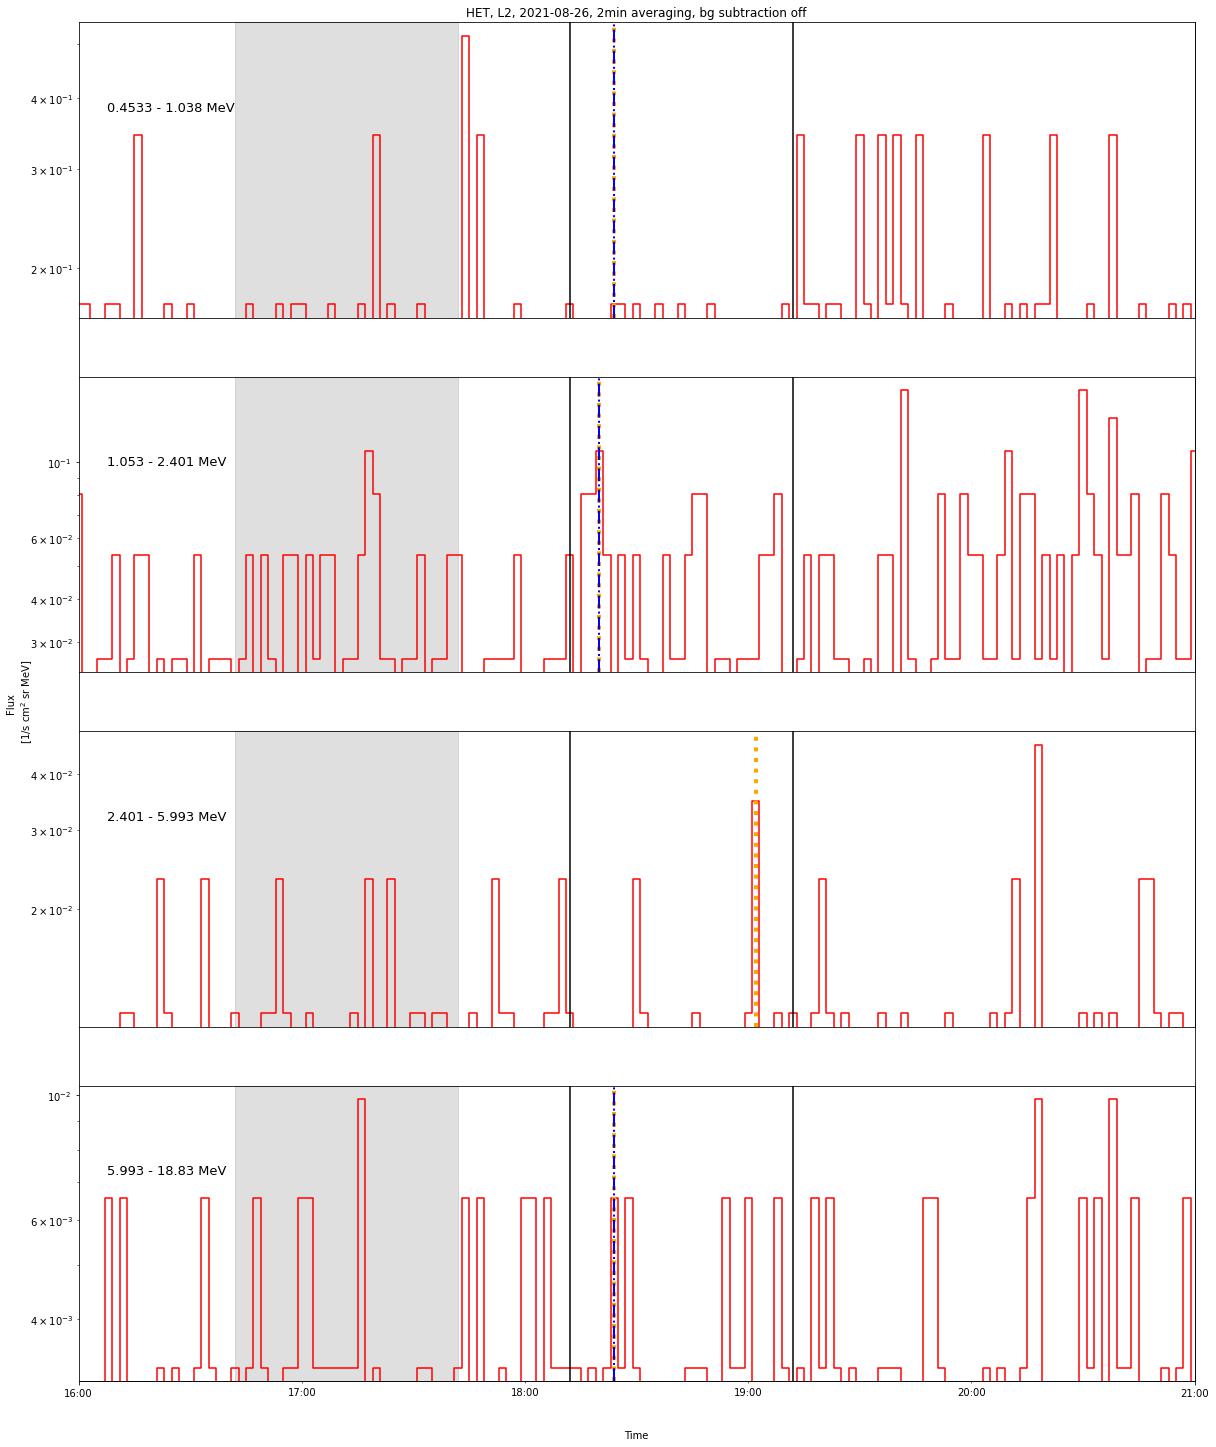 HET, L2, 2021-08-26, 2min averaging, bg subtraction off
4 × 10⁻¹
0.4533 - 1.038 MeV
3 × 10⁻¹
2 × 10⁻¹
10⁻¹
1.053 - 2.401 MeV
6 × 10⁻²
4 × 10⁻²
3 × 10⁻²
Flux
[1/s cm² sr MeV]
4 × 10⁻²
2.401 - 5.993 MeV
3 × 10⁻²
2 × 10⁻²
10⁻²
5.993 - 18.83 MeV
6 × 10⁻³
4 × 10⁻³
16:00 17:00 18:00 19:00 20:00 21:00
Time